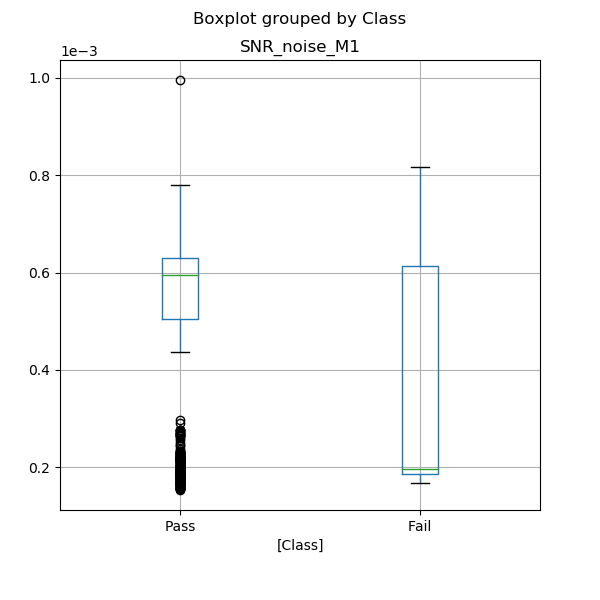 Boxplot grouped by Class
SNR_noise_M1
1e−3
1.0
0.8
0.6
0.4
0.2
Pass Fail
[Class]